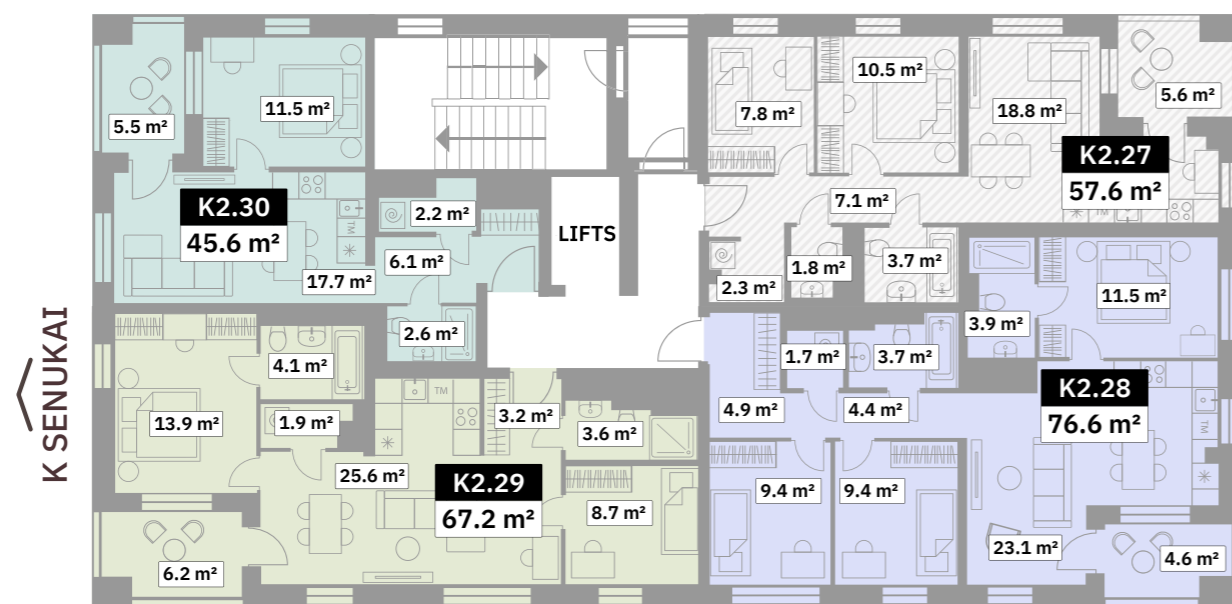 K SENUKAI
5.5 m²
11.5 m²
K2.30
45.6 m²
17.7 m²
2.2 m²
6.1 m²
2.6 m²
TM
LIFTS
7.8 m²
10.5 m²
18.8 m²
5.6 m²
K2.27
57.6 m²
7.1 m²
2.3 m²
1.8 m²
3.7 m²
TM
4.1 m²
13.9 m²
1.9 m²
TM
3.2 m²
3.6 m²
25.6 m²
K2.29
67.2 m²
8.7 m²
6.2 m²
4.9 m²
1.7 m²
3.7 m²
4.4 m²
3.9 m²
11.5 m²
K2.28
76.6 m²
TM
9.4 m²
9.4 m²
23.1 m²
4.6 m²